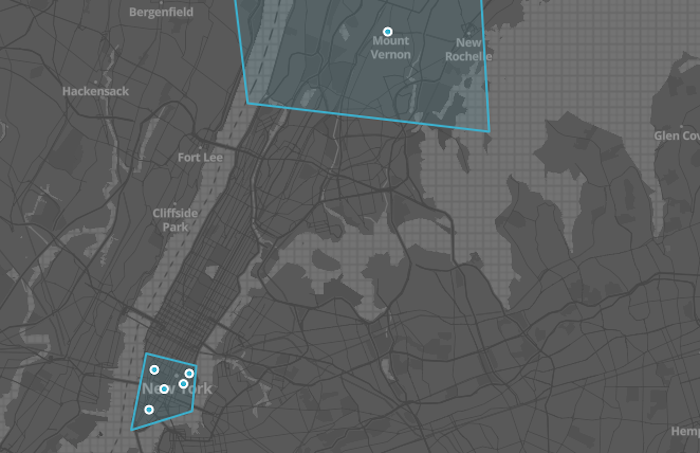 Bergenfield
Mount
Vernon
New
Rochelle
Hackensack
Glen Cov
Fort Lee
Cliffside
Park
New York
Hemp